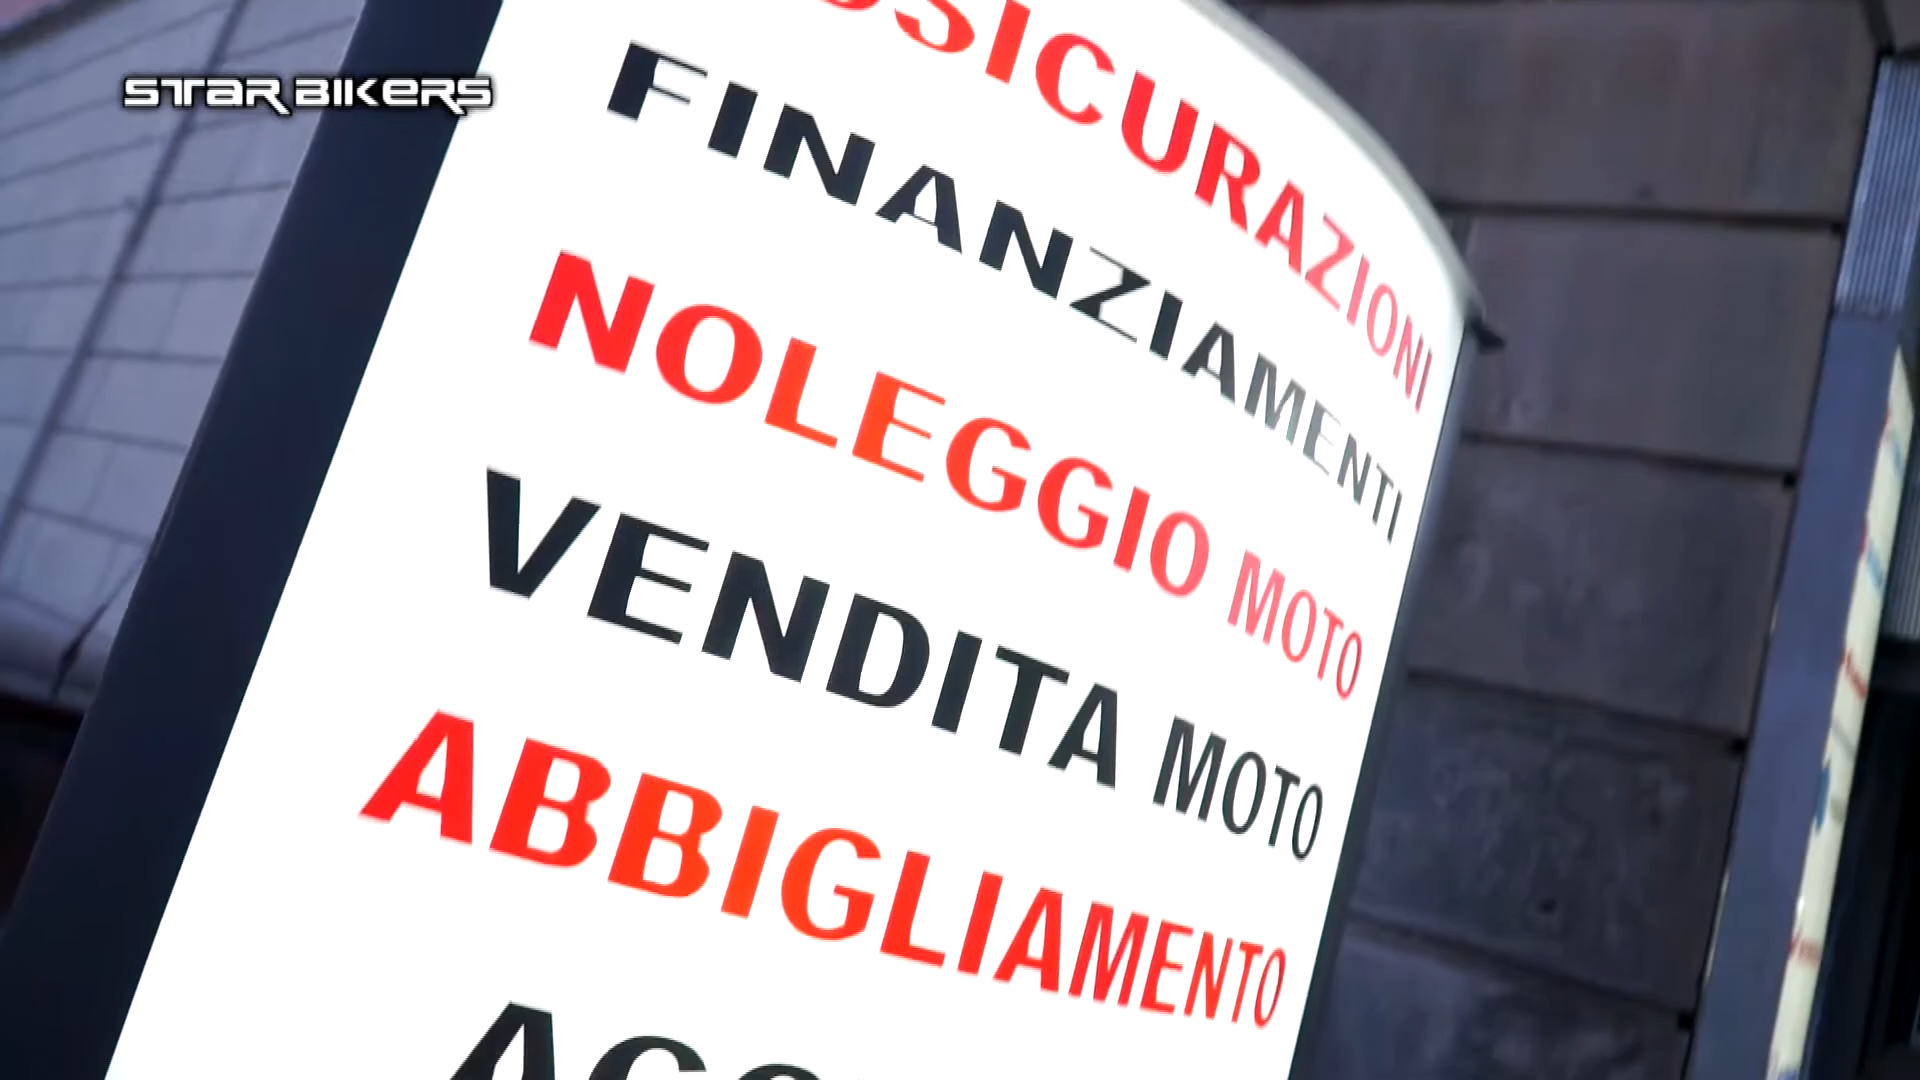 STAR BIKERS
FINANZIAMENTI
NOLEGGIO MOTO
VENDITA MOTO
ABBIGLIAMENTO